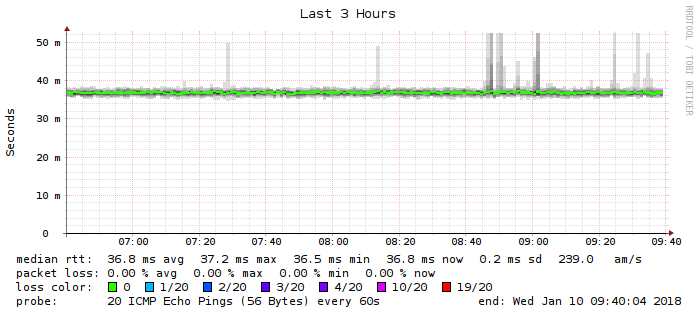 Last 3 Hours
RRDTOOL / TOBI OETIKER
Seconds
50 m
40 m
30 m
20 m
10 m
0
07:00 07:20 07:40 08:00 08:20 08:40 09:00 09:20 09:40
median rtt: 36.8 ms avg 37.2 ms max 36.5 ms min 36.8 ms now 0.2 ms sd 239.0 am/s
packet loss: 0.00 % avg 0.00 % max 0.00 % min 0.00 % now
loss color: 0 1/20 2/20 3/20 4/20 10/20 19/20
probe: 20 ICMP Echo Pings (56 Bytes) every 60s end: Wed Jan 10 09:40:04 2018